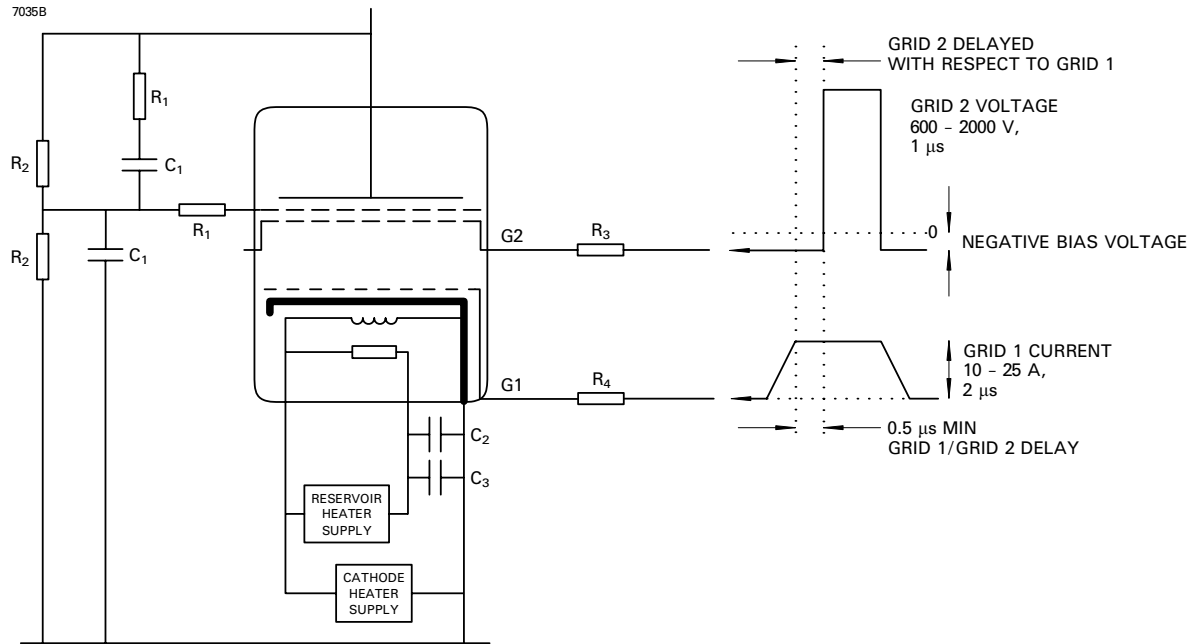 7035B
R1
C1
R2
R1
R2
C1
G2
R3
G1
R4
C2
C3
RESERVOIR
HEATER
SUPPLY
CATHODE
HEATER
SUPPLY
GRID 2 DELAYED
WITH RESPECT TO GRID 1
GRID 2 VOLTAGE
600 – 2000 V,
1 μs
0
NEGATIVE BIAS VOLTAGE
GRID 1 CURRENT
10 – 25 A,
2 μs
0.5 μs MIN
GRID 1/GRID 2 DELAY